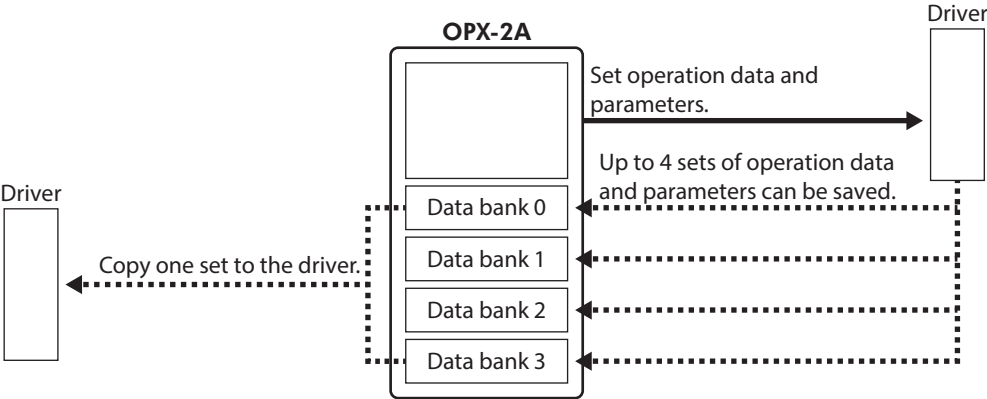 Driver
OPX-2A
Set operation data and
parameters.
Up to 4 sets of operation data
and parameters can be saved.
Driver
Data bank 0
Data bank 1
Copy one set to the driver.
Data bank 2
Data bank 3